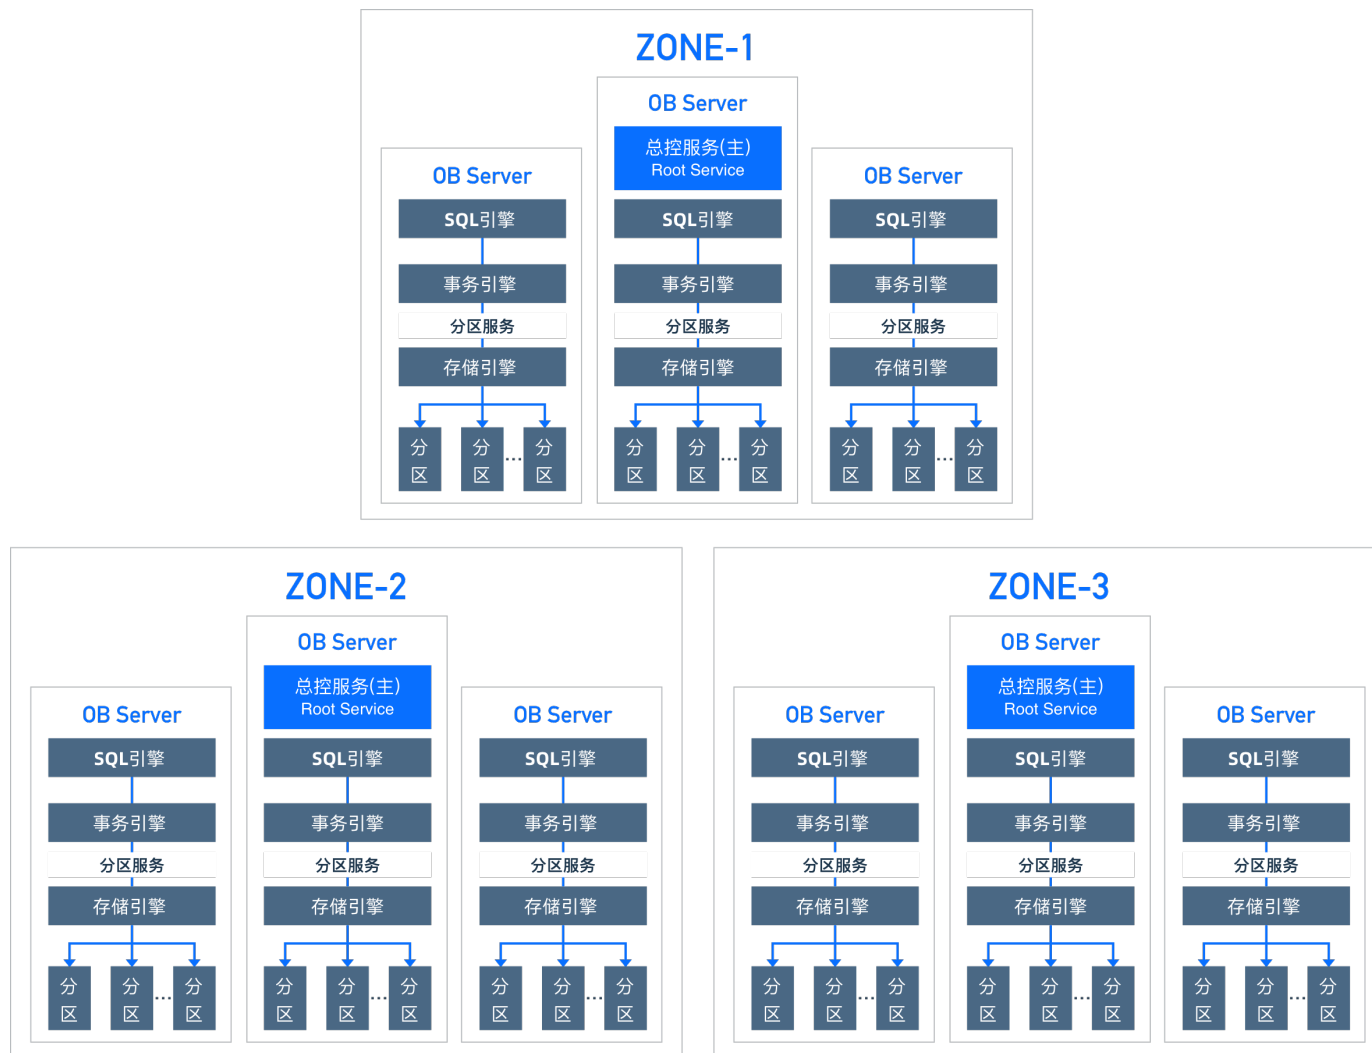 ZONE-1
OB Server
SQL引擎
事务引擎
分区服务
存储引擎
分区
分区
...
分区
OB Server
总控服务(主)
Root Service
SQL引擎
事务引擎
分区服务
存储引擎
分区
分区
...
分区
OB Server
SQL引擎
事务引擎
分区服务
存储引擎
分区
分区
...
分区
ZONE-2
OB Server
SQL引擎
事务引擎
分区服务
存储引擎
分区
分区
...
分区
OB Server
总控服务(主)
Root Service
SQL引擎
事务引擎
分区服务
存储引擎
分区
分区
...
分区
OB Server
SQL引擎
事务引擎
分区服务
存储引擎
分区
分区
...
分区
ZONE-3
OB Server
SQL引擎
事务引擎
分区服务
存储引擎
分区
分区
...
分区
OB Server
总控服务(主)
Root Service
SQL引擎
事务引擎
分区服务
存储引擎
分区
分区
...
分区
OB Server
SQL引擎
事务引擎
分区服务
存储引擎
分区
分区
...
分区